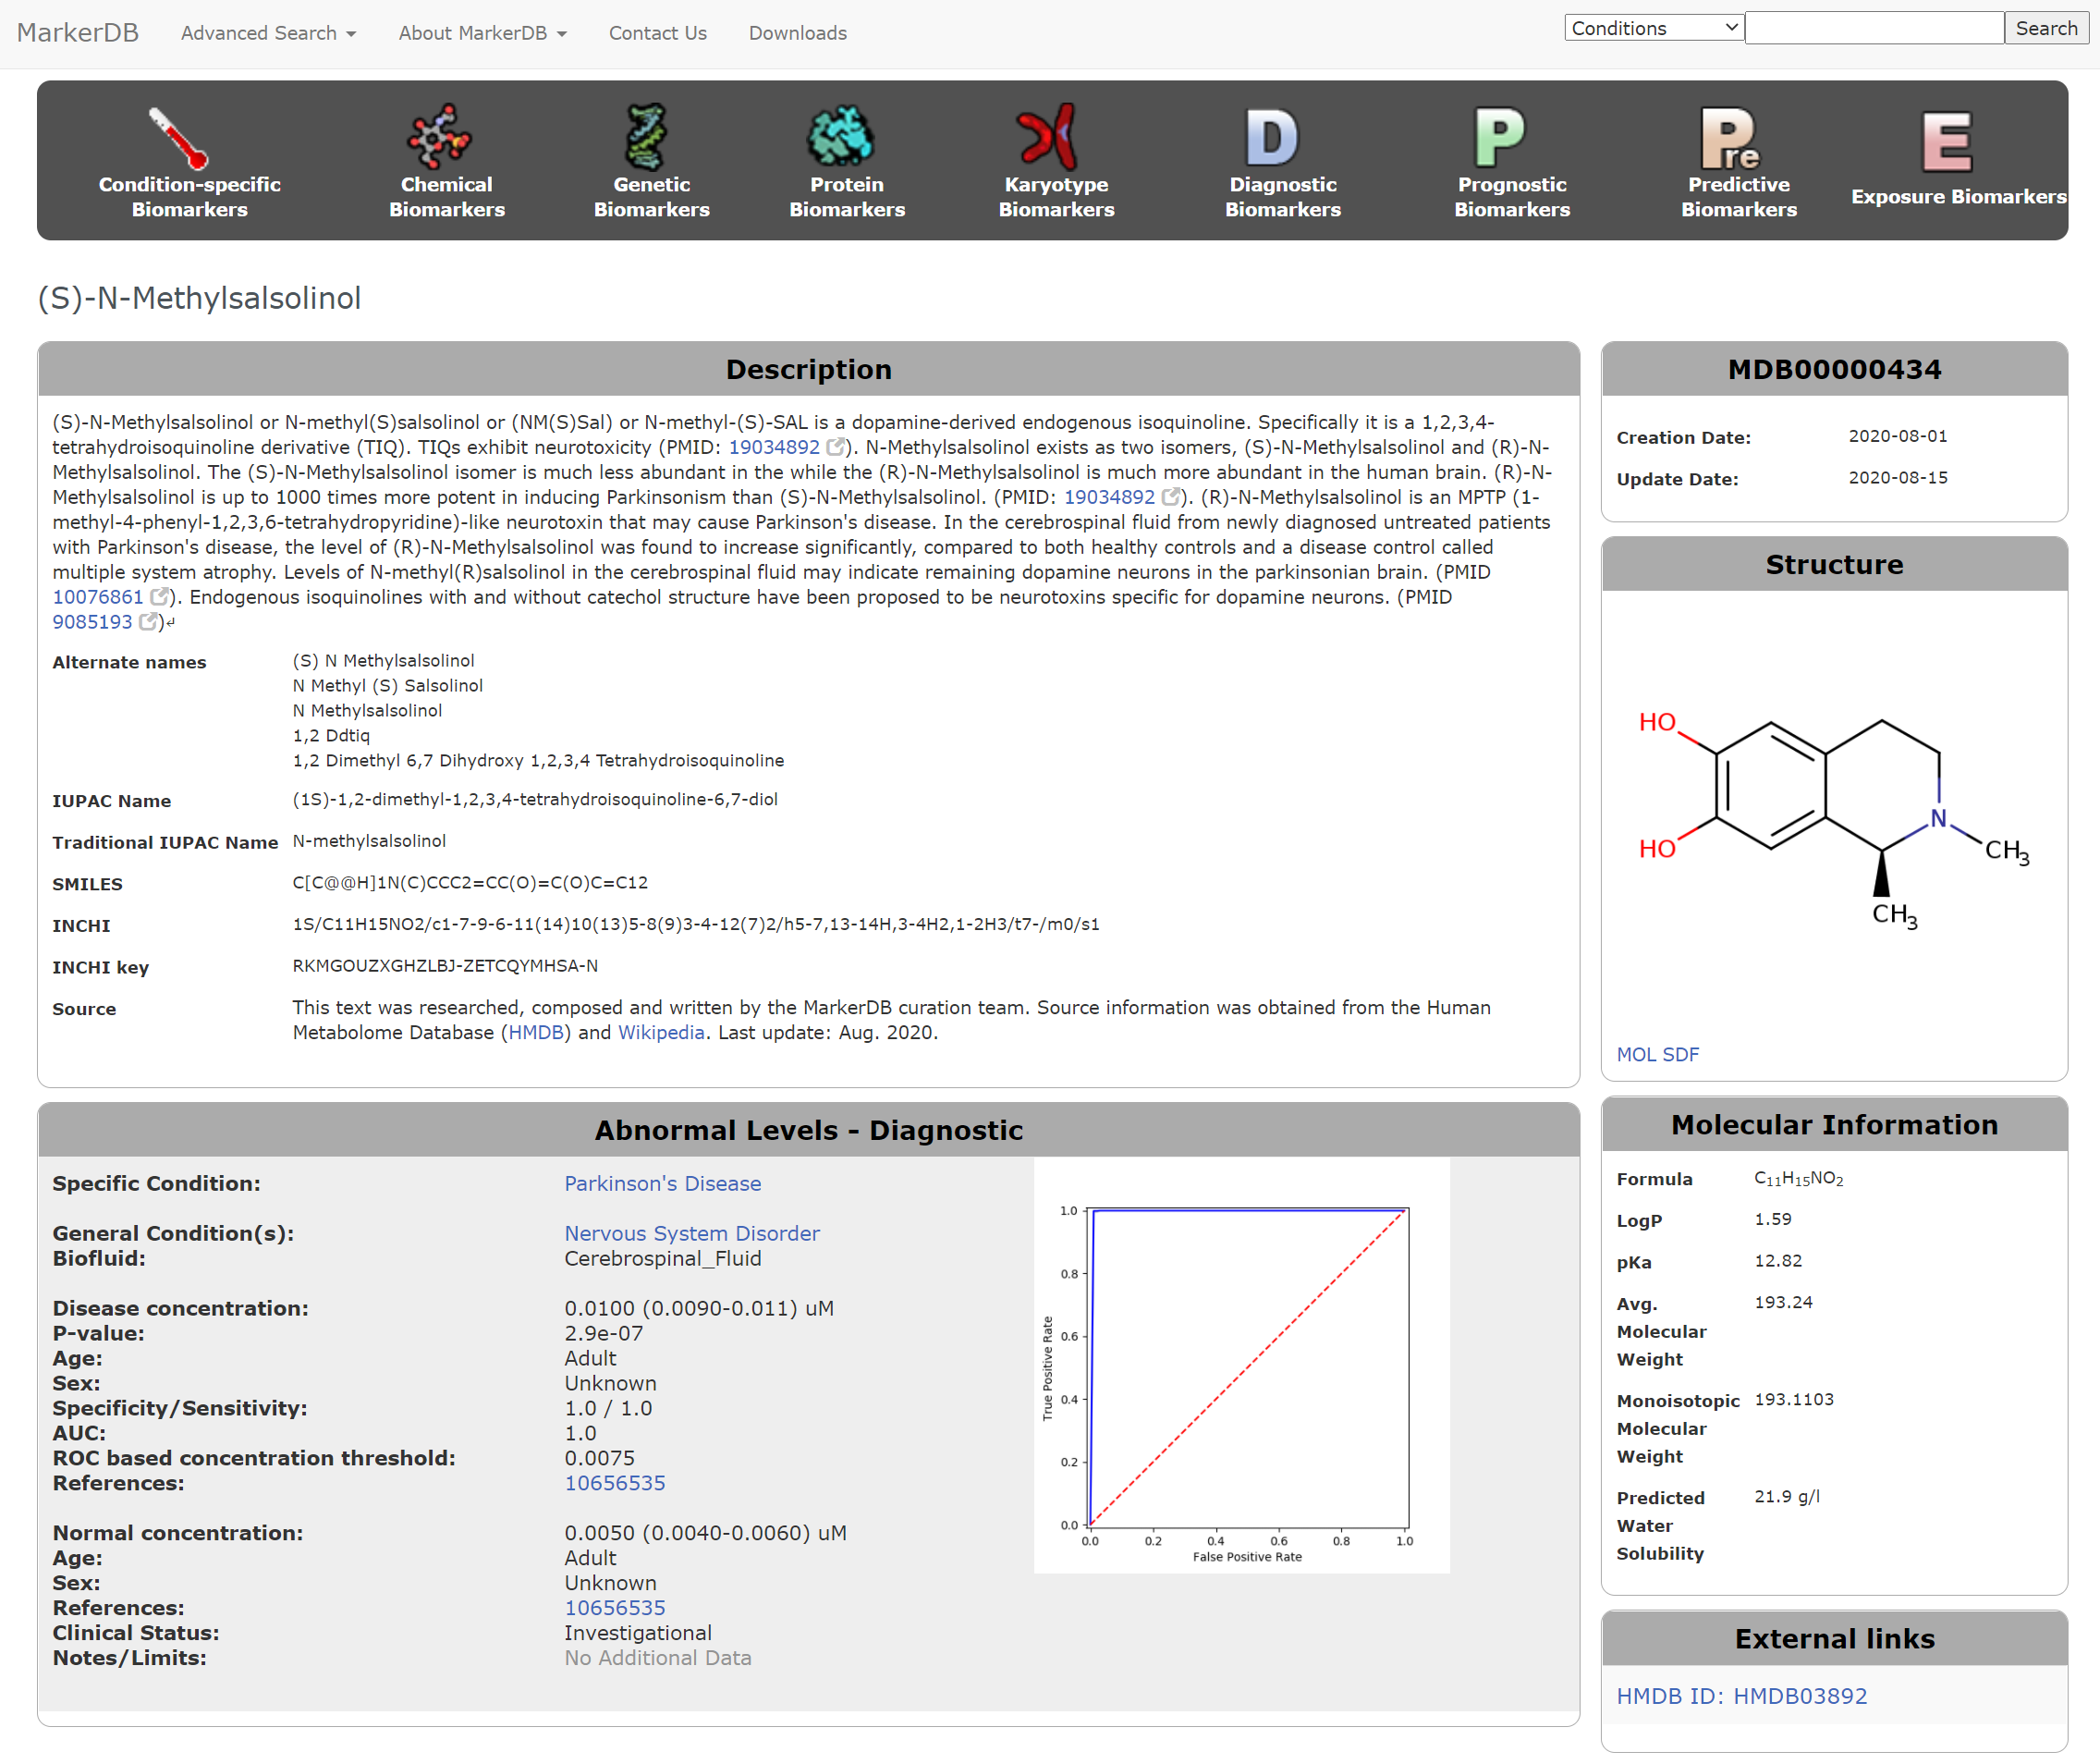 MarkerDB
Advanced Search
About MarkerDB
Contact Us
Downloads
Conditions
Search
Condition-specific
Biomarkers
Chemical
Biomarkers
Genetic
Biomarkers
Protein
Biomarkers
Karyotype
Biomarkers
D
Diagnostic
Biomarkers
P
Prognostic
Biomarkers
Pre
Predictive
Biomarkers
E
Exposure Biomarkers
(S)-N-Methylsalsolinol
Description
(S)-N-Methylsalsolinol or N-methyl(S)salsolinol or (NM(S)Sal) or N-methyl-(S)-SAL is a dopamine-derived endogenous isoquinoline. Specifically it is a 1,2,3,4-
tetrahydroisoquinoline derivative (TIQ). TIQs exhibit neurotoxicity (PMID: 19034892 ). N-Methylsalsolinol exists as two isomers, (S)-N-Methylsalsolinol and (R)-N-
Methylsalsolinol. The (S)-N-Methylsalsolinol isomer is much less abundant in the while the (R)-N-Methylsalsolinol is much more abundant in the human brain. (R)-N-
Methylsalsolinol is up to 1000 times more potent in inducing Parkinsonism than (S)-N-Methylsalsolinol. (PMID: 19034892 ). (R)-N-Methylsalsolinol is an MPTP (1-
methyl-4-phenyl-1,2,3,6-tetrahydropyridine)-like neurotoxin that may cause Parkinson's disease. In the cerebrospinal fluid from newly diagnosed untreated patients
with Parkinson's disease, the level of (R)-N-Methylsalsolinol was found to increase significantly, compared to both healthy controls and a disease control called
multiple system atrophy. Levels of N-methyl(R)salsolinol in the cerebrospinal fluid may indicate remaining dopamine neurons in the parkinsonian brain. (PMID
10076861 ). Endogenous isoquinolines with and without catechol structure have been proposed to be neurotoxins specific for dopamine neurons. (PMID
9085193 )↵
Alternate names
(S) N Methylsalsolinol
N Methyl (S) Salsolinol
N Methylsalsolinol
1,2 Ddtiq
1,2 Dimethyl 6,7 Dihydroxy 1,2,3,4 Tetrahydroisoquinoline
IUPAC Name (1S)-1,2-dimethyl-1,2,3,4-tetrahydroisoquinoline-6,7-diol
Traditional IUPAC Name N-methylsalsolinol
SMILES C[C@@H]1N(C)CCC2=CC(O)=C(O)C=C12
INCHI 1S/C11H15NO2/c1-7-9-6-11(14)10(13)5-8(9)3-4-12(7)2/h5-7,13-14H,3-4H2,1-2H3/t7-/m0/s1
INCHI key RKMGOUZXGHZLBJ-ZETCQYMHSA-N
Source This text was researched, composed and written by the MarkerDB curation team. Source information was obtained from the Human
Metabolome Database (HMDB) and Wikipedia. Last update: Aug. 2020.
Abnormal Levels - Diagnostic
Specific Condition: Parkinson's Disease
General Condition(s): Nervous System Disorder
Biofluid: Cerebrospinal_Fluid
Disease concentration: 0.0100 (0.0090-0.011) uM
P-value: 2.9e-07
Age: Adult
Sex: Unknown
Specificity/Sensitivity: 1.0 / 1.0
AUC: 1.0
ROC based concentration threshold: 0.0075
References: 10656535
Normal concentration: 0.0050 (0.0040-0.0060) uM
Age: Adult
Sex: Unknown
References: 10656535
Clinical Status: Investigational
Notes/Limits: No Additional Data
1.0
0.8
0.6
0.4
0.2
0.0
True Positive Rate
0.0 0.2 0.4 0.6 0.8 1.0
False Positive Rate
MDB00000434
Creation Date: 2020-08-01
Update Date: 2020-08-15
Structure
HO
HO
N
CH3
CH3
MOL SDF
Molecular Information
Formula C11H15NO2
LogP 1.59
pKa 12.82
Avg. 193.24
Molecular
Weight
Monoisotopic 193.1103
Molecular
Weight
Predicted 21.9 g/l
Water
Solubility
External links
HMDB ID: HMDB03892